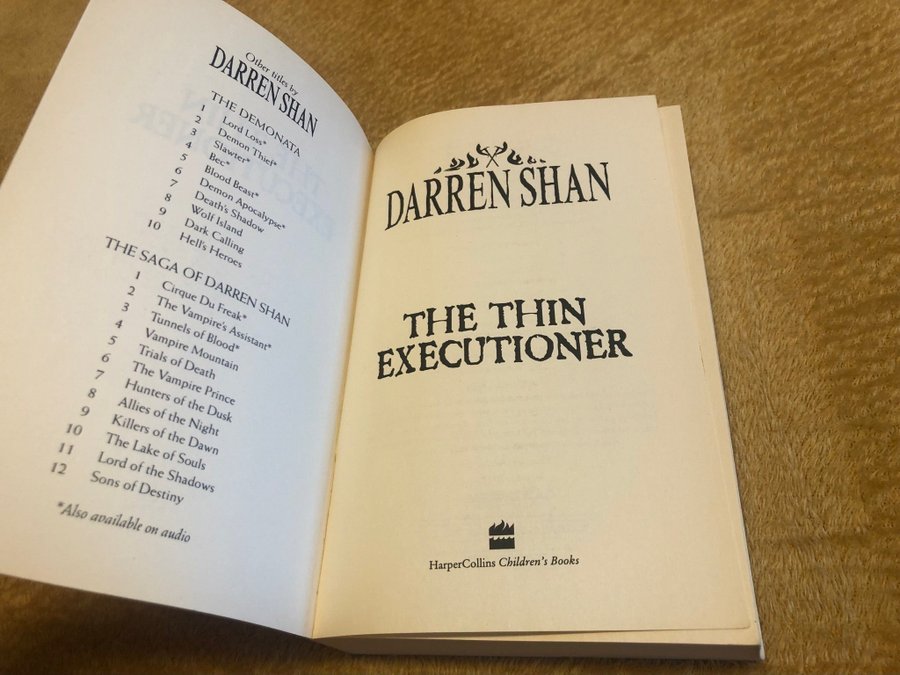 Other titles by
DARREN SHAN
THE DEMONATA
1 Lord Loss*
2 Demon Thief*
3 Slawter*
4 Bec*
5 Blood Beast*
6 Demon Apocalypse*
7 Death's Shadow
8 Wolf Island
9 Dark Calling
10 Hell's Heroes
THE SAGA OF DARREN SHAN
1 Cirque Du Freak*
2 The Vampire's Assistant*
3 Tunnels of Blood*
4 Vampire Mountain
5 Trials of Death
6 The Vampire Prince
7 Hunters of the Dusk
8 Allies of the Night
9 Killers of the Dawn
10 The Lake of Souls
11 Lord of the Shadows
12 Sons of Destiny
*Also available on audio
DARREN SHAN
THE THIN
EXECUTIONER
HarperCollins Children's Books